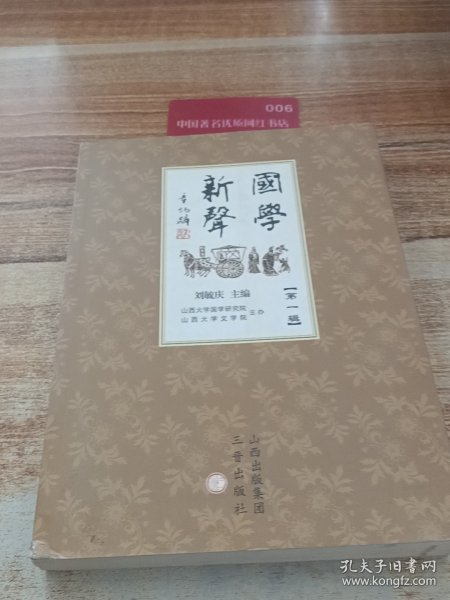 006
中国著名优质网红书店
國學
新聲
刘毓庆 主编
【第一辑】
山西大学国学研究院
山西大学文学院
主办
山西出版集团
三晋出版社
孔夫子旧书网
www.kongfz.com